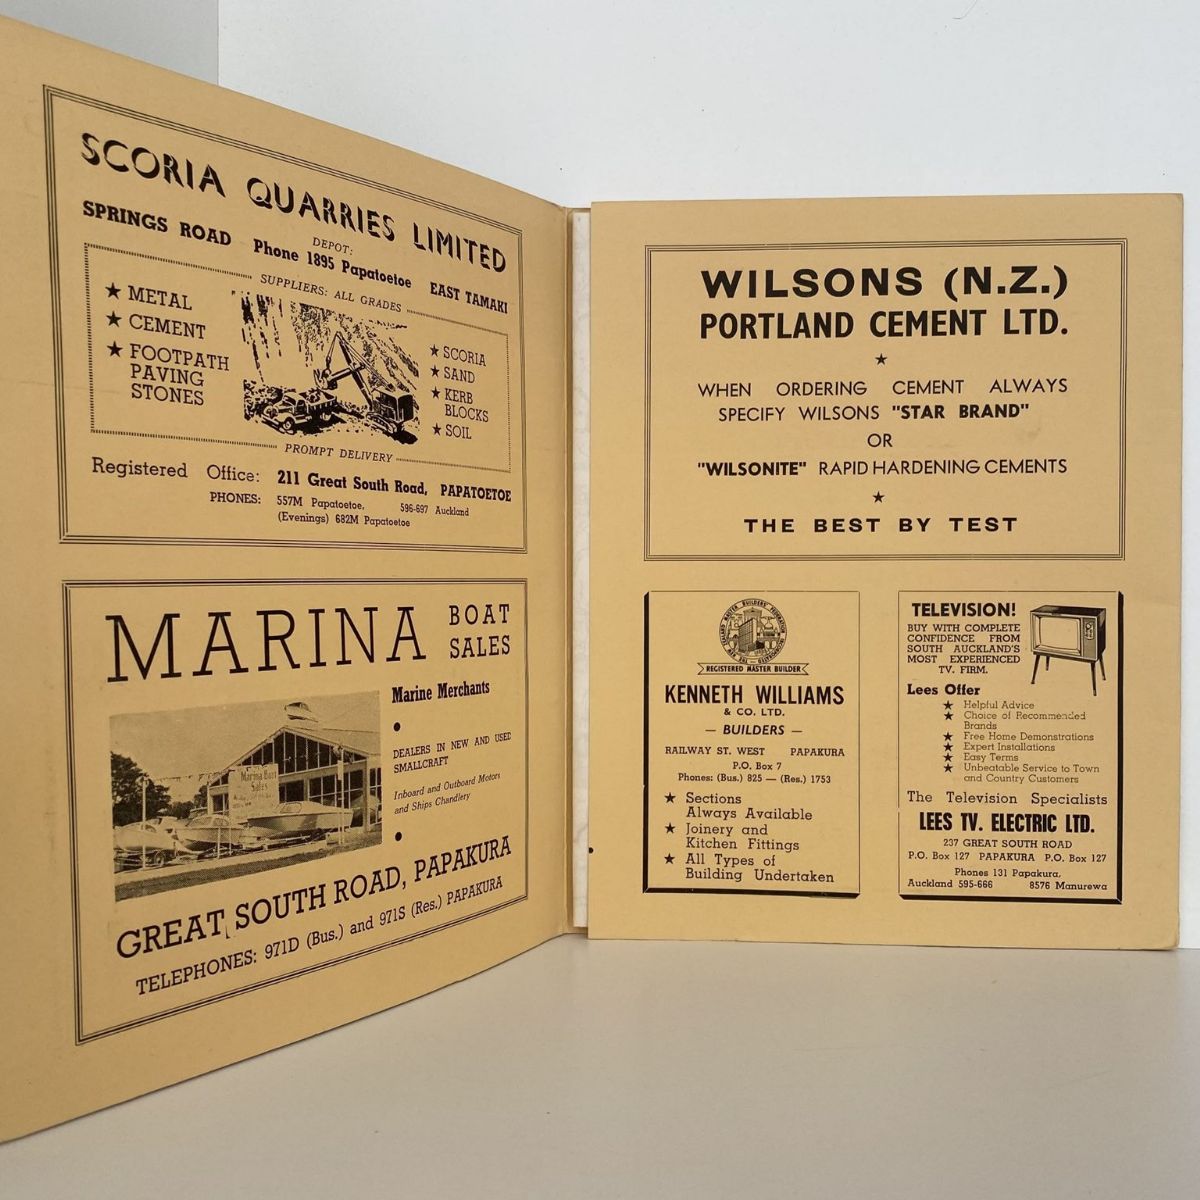 SCORIA QUARRIES LIMITED
DEPOT:
SPRINGS ROAD Phone 1895 Papatoetoe EAST TAMAKI
SUPPLIERS: ALL GRADES
★ METAL
★ CEMENT
★ FOOTPATH
PAVING
STONES
★ SCORIA
★ SAND
★ KERB
BLOCKS
★ SOIL
PROMPT DELIVERY
Registered Office: 211 Great South Road, PAPATOETOE
PHONES: 557M Papatoetoe, 596-697 Auckland
(Evenings) 682M Papatoetoe
MARINA BOAT
SALES
Marine Merchants
●
DEALERS IN NEW AND USED
SMALLCRAFT
Inboard and Outboard Motors
and Ships Chandlery
●
Marina Boat
Sales
GREAT SOUTH ROAD, PAPAKURA
TELEPHONES: 971D (Bus.) and 971S (Res.) PAPAKURA
WILSONS (N.Z.)
PORTLAND CEMENT LTD.
★
WHEN ORDERING CEMENT ALWAYS
SPECIFY WILSONS "STAR BRAND"
OR
"WILSONITE" RAPID HARDENING CEMENTS
★
THE BEST BY TEST
REGISTERED MASTER BUILDER
KENNETH WILLIAMS
& CO. LTD.
— BUILDERS —
RAILWAY ST. WEST PAPAKURA
P.O. Box 7
Phones: (Bus.) 825 — (Res.) 1753
★ Sections
Always Available
★ Joinery and
Kitchen Fittings
★ All Types of
Building Undertaken
TELEVISION!
BUY WITH COMPLETE
CONFIDENCE FROM
SOUTH AUCKLAND'S
MOST EXPERIENCED
TV. FIRM.
Lees Offer
★ Helpful Advice
★ Choice of Recommended
Brands
★ Free Home Demonstrations
★ Expert Installations
★ Easy Terms
★ Unbeatable Service to Town
and Country Customers
The Television Specialists
LEES TV. ELECTRIC LTD.
237 GREAT SOUTH ROAD
P.O. Box 127 PAPAKURA P.O. Box 127
Phones 131 Papakura,
Auckland 595-666 8576 Manurewa